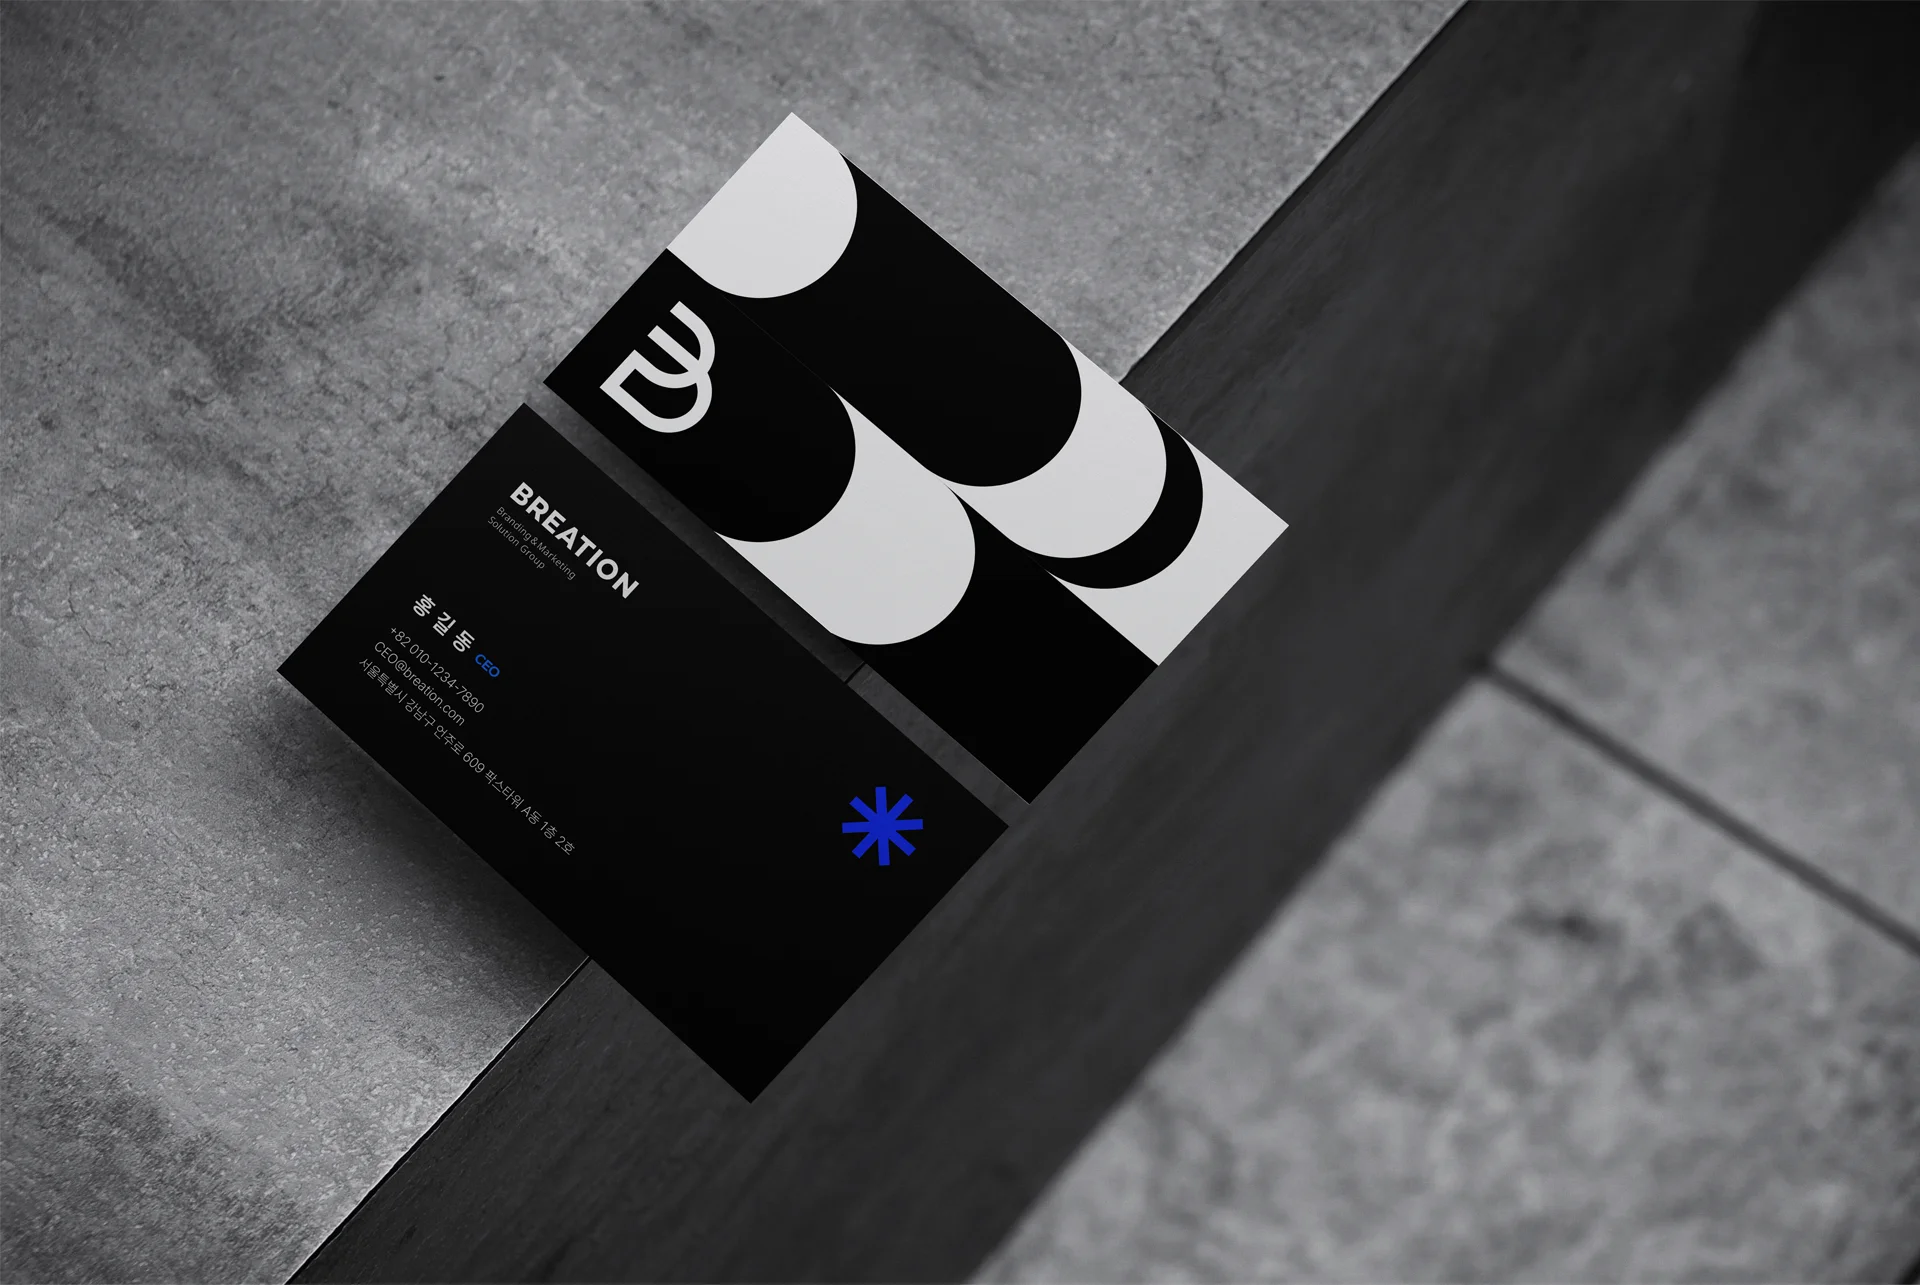 B
BREATION
Branding & Marketing
Solution Group
홍 길 동 CEO
+82 010-1234-7890
CEO@breation.com
서울특별시 강남구 언주로 609 팍스타워 A동 1층 2호